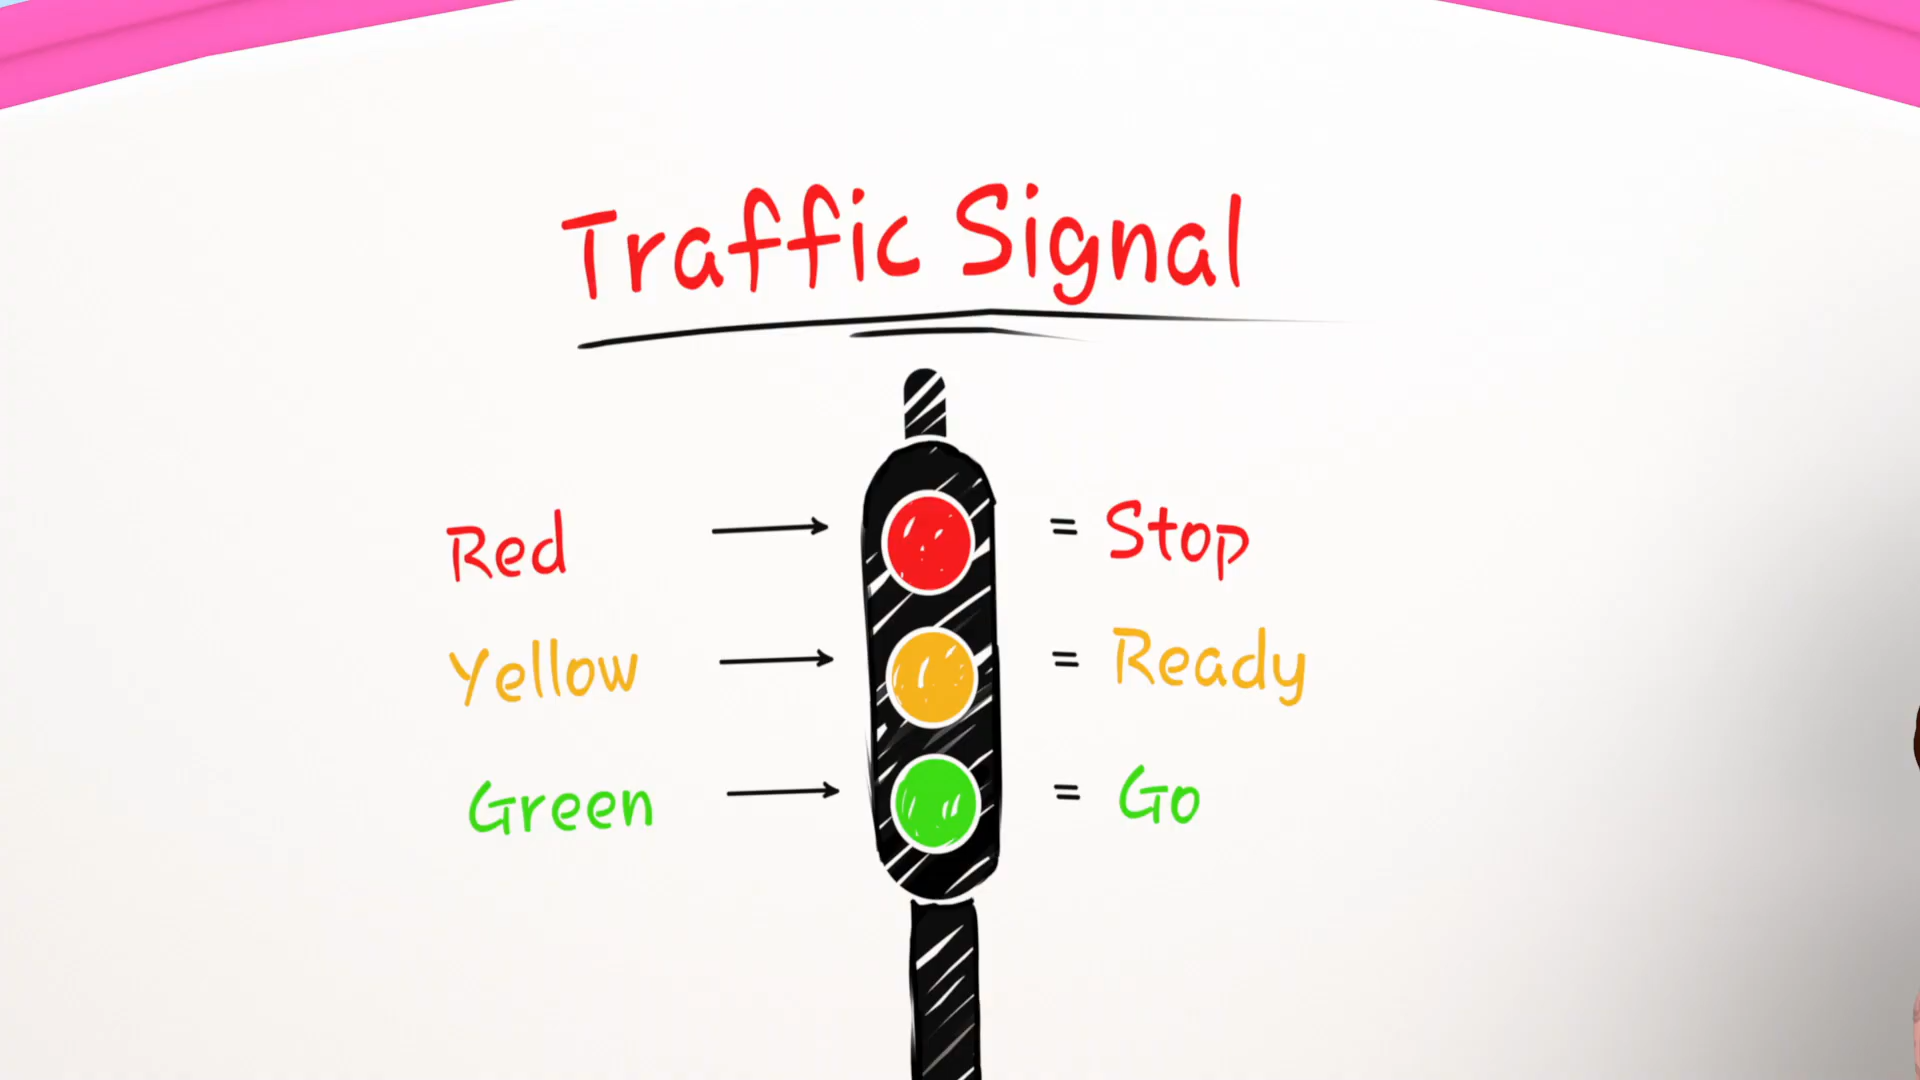 Traffic Signal
Red → = Stop
Yellow → = Ready
Green → = Go